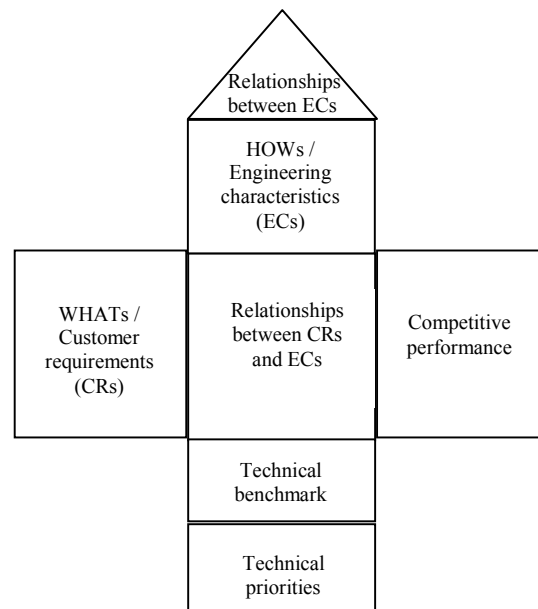 Relationships
between ECs
HOWs /
Engineering
characteristics
(ECs)
WHATs /
Customer
requirements
(CRs)
Relationships
between CRs
and ECs
Competitive
performance
Technical
benchmark
Technical
priorities